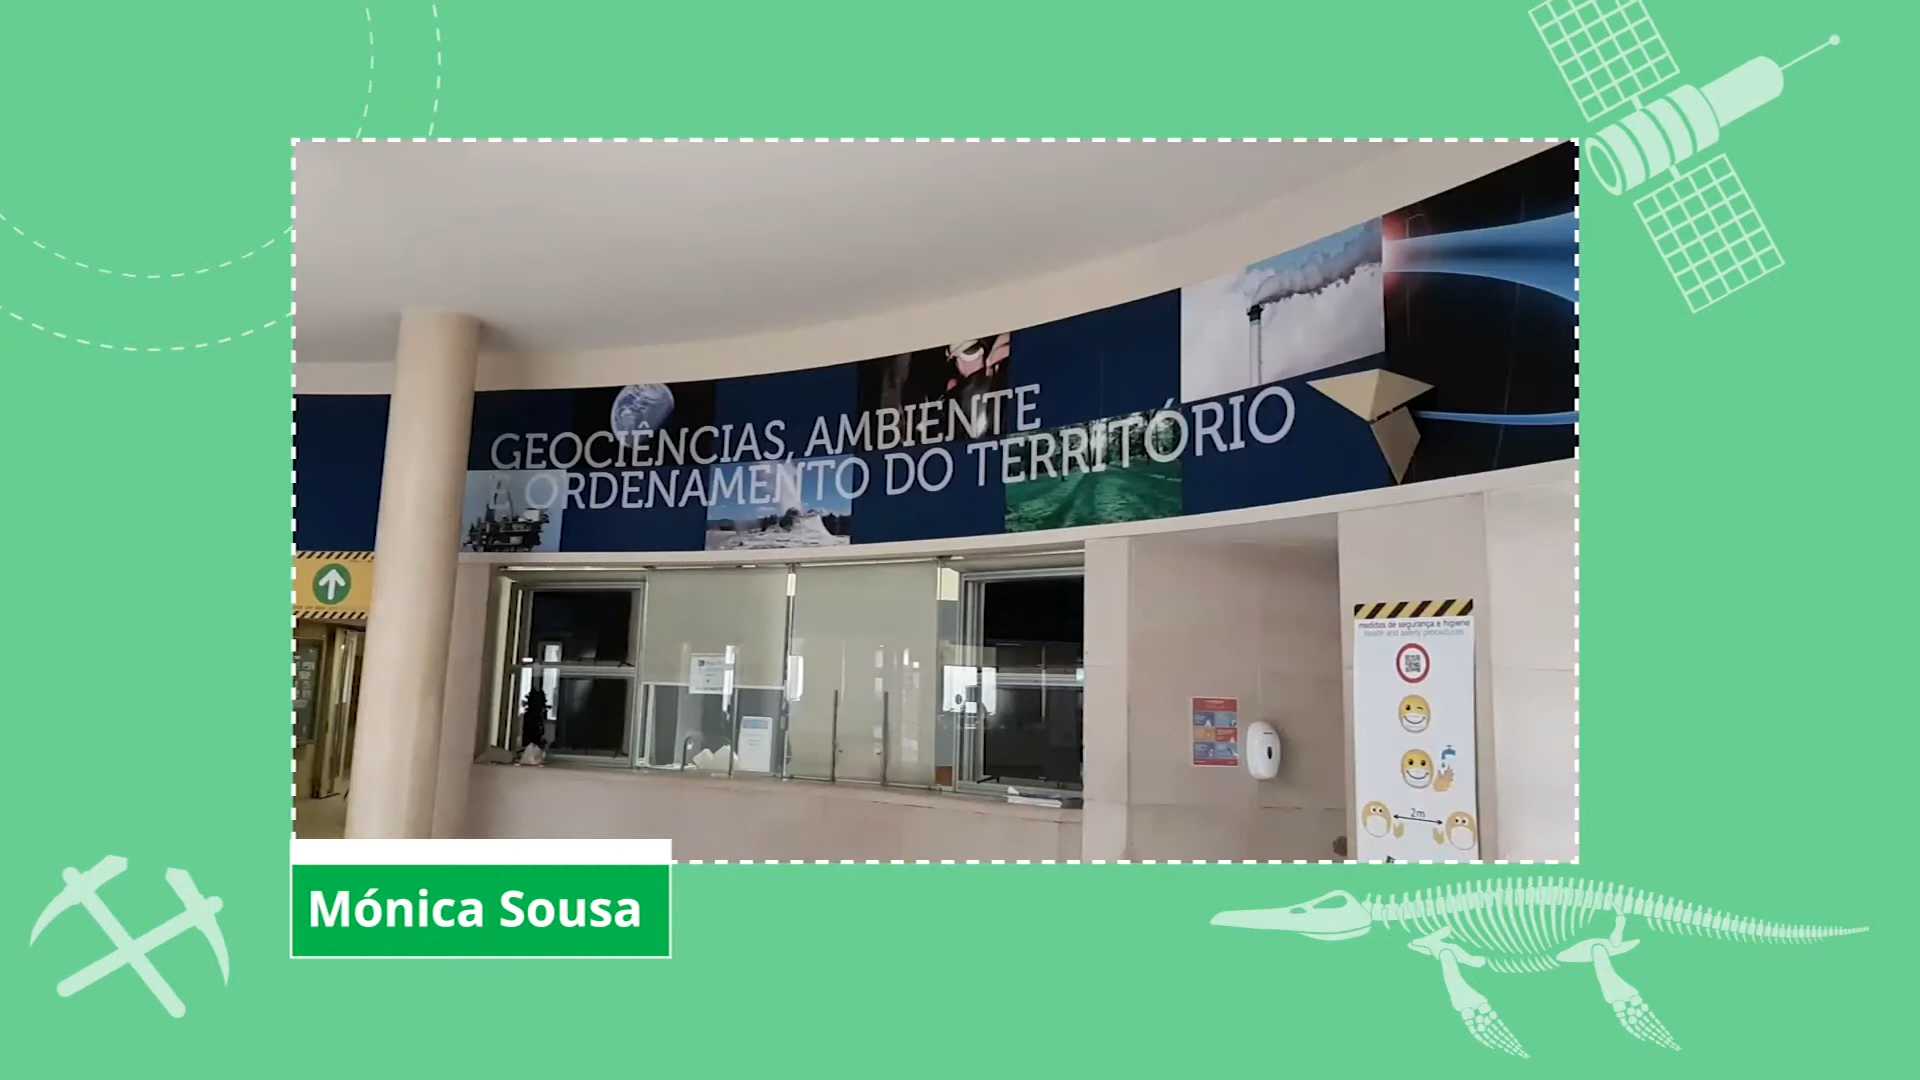 GEOCIÊNCIAS, AMBIENTE
E ORDENAMENTO DO TERRITÓRIO
medidas de segurança e higiene
health and safety procedures
2m
Mónica Sousa